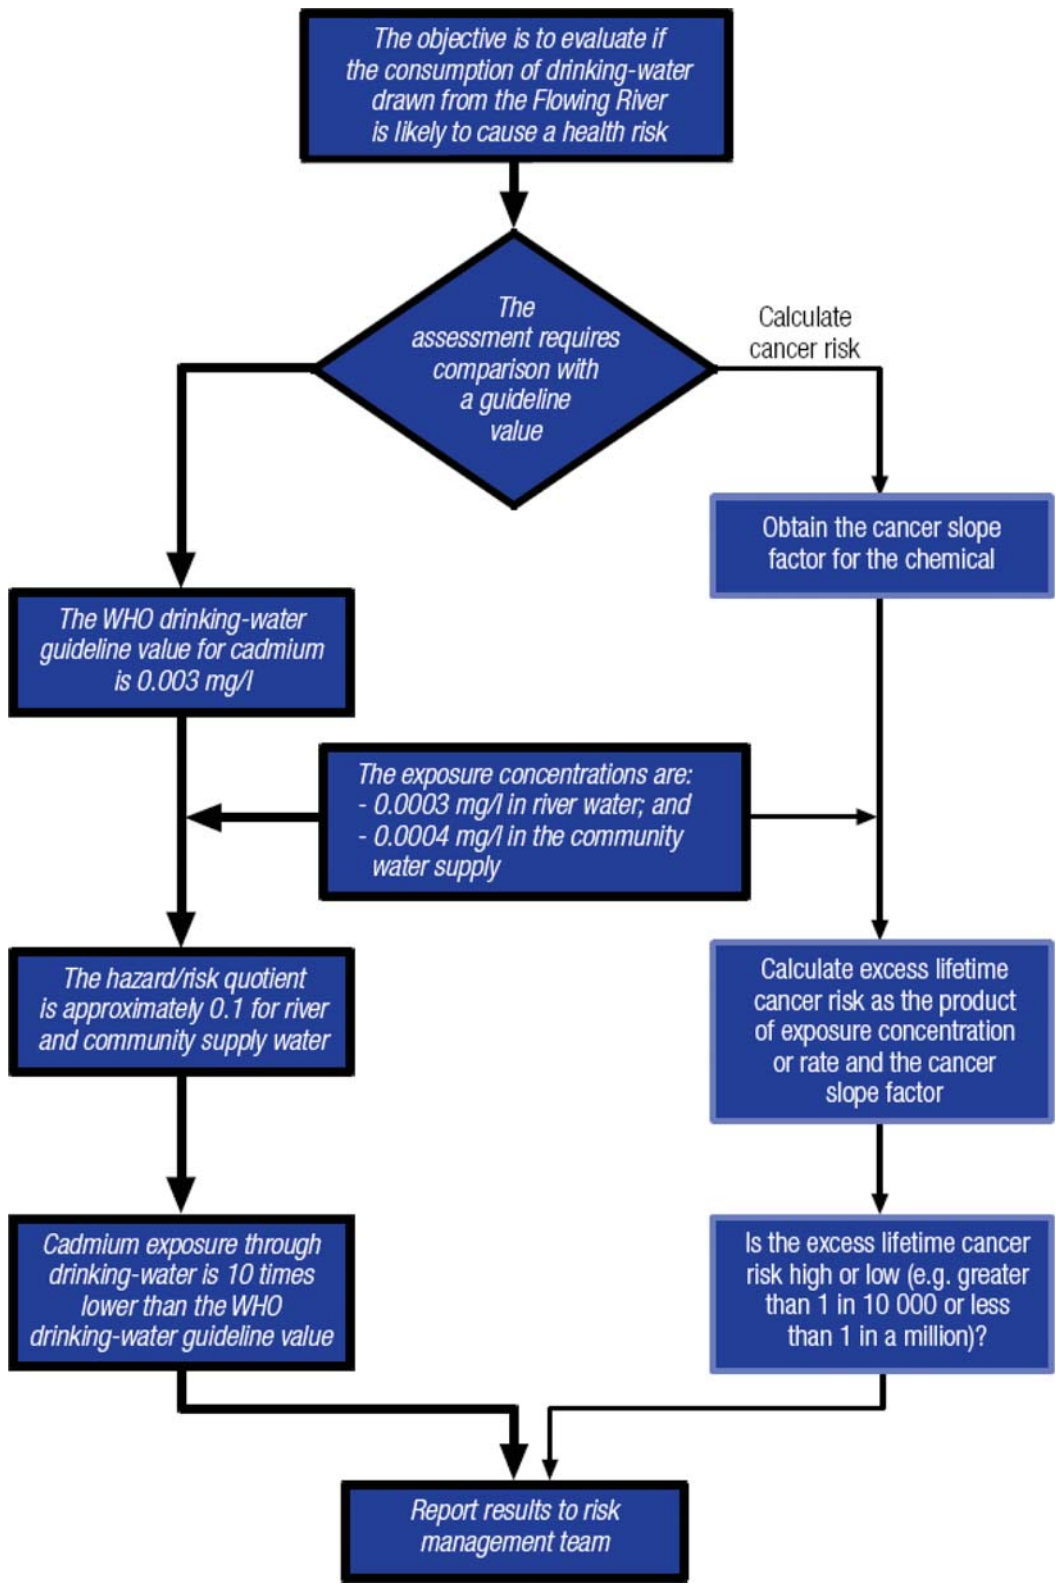 The objective is to evaluate if
the consumption of drinking-water
drawn from the Flowing River
is likely to cause a health risk
The
assessment requires
comparison with
a guideline
value
Calculate
cancer risk
Obtain the cancer slope
factor for the chemical
The WHO drinking-water
guideline value for cadmium
is 0.003 mg/l
The exposure concentrations are:
- 0.0003 mg/l in river water; and
- 0.0004 mg/l in the community
water supply
The hazard/risk quotient
is approximately 0.1 for river
and community supply water
Calculate excess lifetime
cancer risk as the product
of exposure concentration
or rate and the cancer
slope factor
Cadmium exposure through
drinking-water is 10 times
lower than the WHO
drinking-water guideline value
Is the excess lifetime cancer
risk high or low (e.g. greater
than 1 in 10 000 or less
than 1 in a million)?
Report results to risk
management team